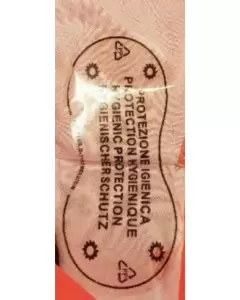 PROTEZIONE IGIENICA
PROTECTION HYGIENIQUE
HYGIENIC PROTECTION
HYGIENISCHER SCHUTZ